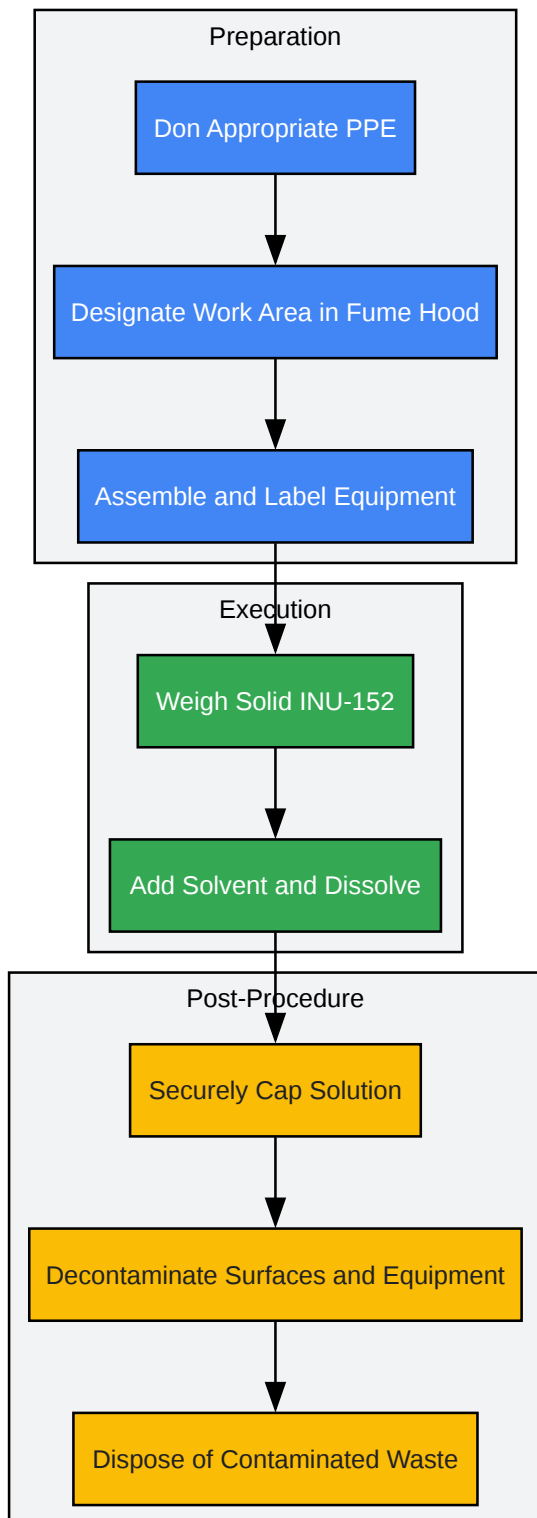 Preparation
Don Appropriate PPE
Designate Work Area in Fume Hood
Assemble and Label Equipment
Execution
Weigh Solid INU-152
Add Solvent and Dissolve
Post-Procedure
Securely Cap Solution
Decontaminate Surfaces and Equipment
Dispose of Contaminated Waste